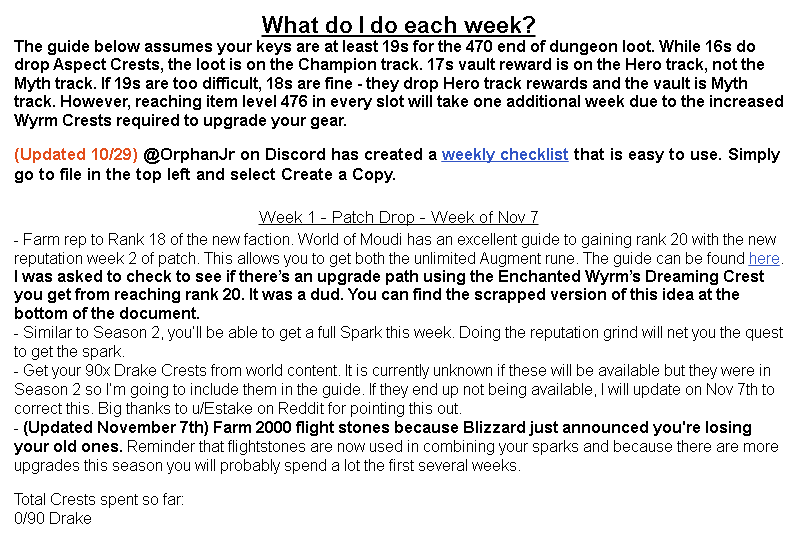 What do I do each week?
The guide below assumes your keys are at least 19s for the 470 end of dungeon loot. While 16s do
drop Aspect Crests, the loot is on the Champion track. 17s vault reward is on the Hero track, not the
Myth track. If 19s are too difficult, 18s are fine - they drop Hero track rewards and the vault is Myth
track. However, reaching item level 476 in every slot will take one additional week due to the increased
Wyrm Crests required to upgrade your gear.
(Updated 10/29) @OrphanJr on Discord has created a weekly checklist that is easy to use. Simply
go to file in the top left and select Create a Copy.
Week 1 - Patch Drop - Week of Nov 7
- Farm rep to Rank 18 of the new faction. World of Moudi has an excellent guide to gaining rank 20 with the new
reputation week 2 of patch. This allows you to get both the unlimited Augment rune. The guide can be found here.
I was asked to check to see if there's an upgrade path using the Enchanted Wyrm's Dreaming Crest
you get from reaching rank 20. It was a dud. You can find the scrapped version of this idea at the
bottom of the document.
- Similar to Season 2, you'll be able to get a full Spark this week. Doing the reputation grind will net you the quest
to get the spark.
- Get your 90x Drake Crests from world content. It is currently unknown if these will be available but they were in
Season 2 so I'm going to include them in the guide. If they end up not being available, I will update on Nov 7th to
correct this. Big thanks to u/Estake on Reddit for pointing this out.
- (Updated November 7th) Farm 2000 flight stones because Blizzard just announced you're losing
your old ones. Reminder that flightstones are now used in combining your sparks and because there are more
upgrades this season you will probably spend a lot the first several weeks.
Total Crests spent so far:
0/90 Drake